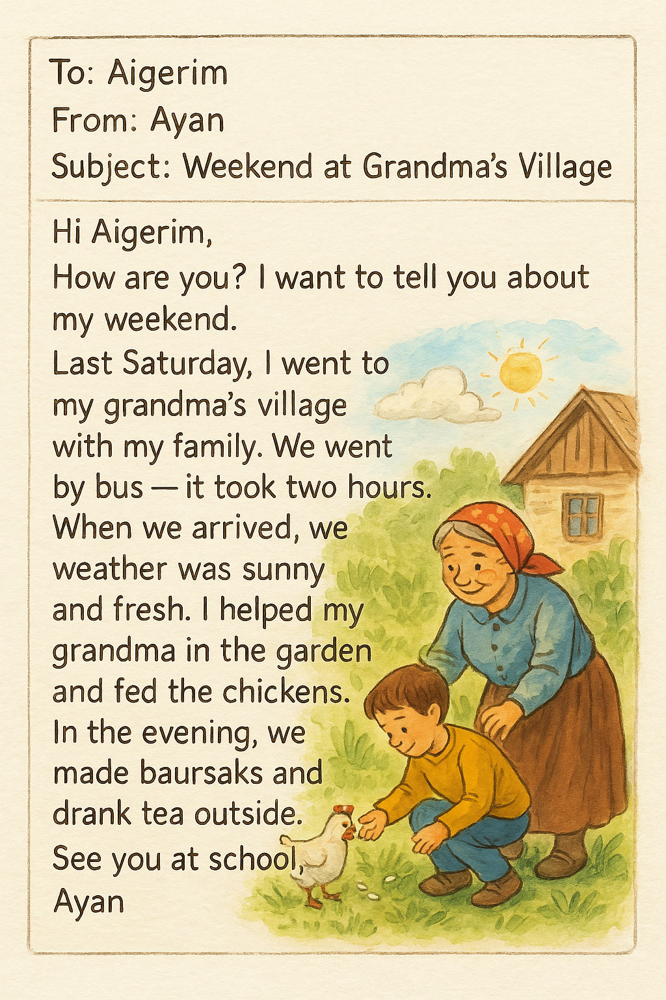 To: Aigerim
From: Ayan
Subject: Weekend at Grandma’s Village
Hi Aigerim,
How are you? I want to tell you about
my weekend.
Last Saturday, I went to
my grandma’s village
with my family. We went
by bus — it took two hours.
When we arrived, we
weather was sunny
and fresh. I helped my
grandma in the garden
and fed the chickens.
In the evening, we
made baursaks and
drank tea outside.
See you at school,
Ayan